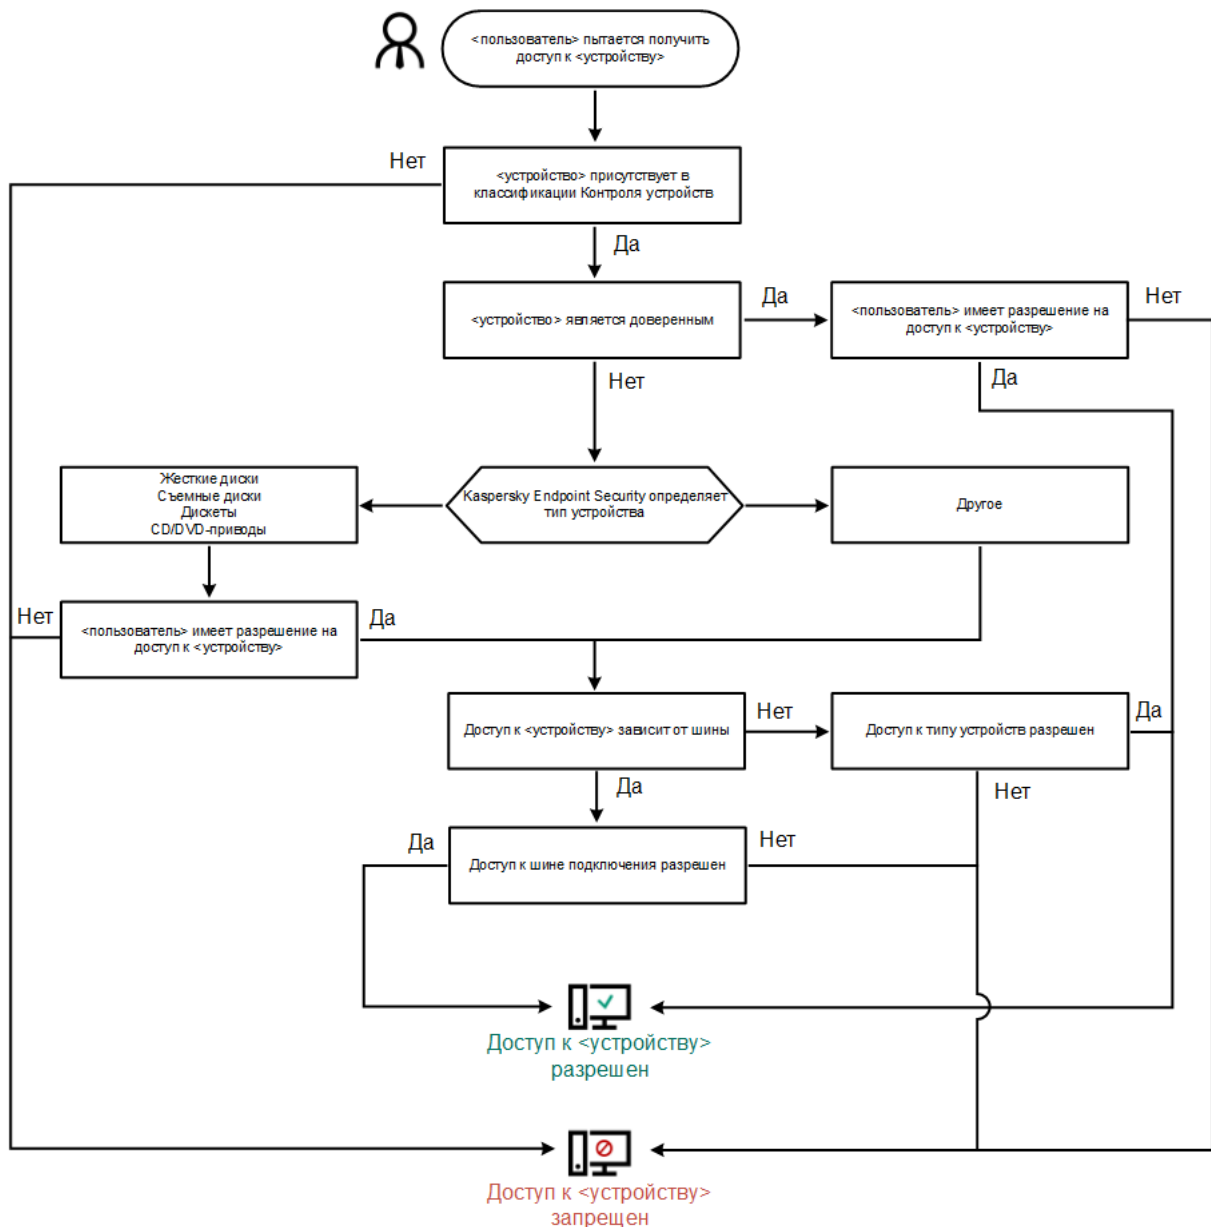 <пользователь> пытается получить
доступ к <устройству>
Нет
<устройство> присутствует в
классификации Контроля устройств
Да
<устройство> является доверенным
Да
<пользователь> имеет разрешение на
доступ к <устройству>
Нет
Нет
Да
Жесткие диски
Съемные диски
Дискеты
CD/DVD-приводы
Kaspersky Endpoint Security определяет
тип устройства
Другое
Нет
<пользователь> имеет разрешение на
доступ к <устройству>
Да
Доступ к <устройству> зависит от шины
Нет
Доступ к типу устройств разрешен
Да
Да
Нет
Да
Доступ к шине подключения разрешен
Нет
Доступ к <устройству>
разрешен
Доступ к <устройству>
запрещен